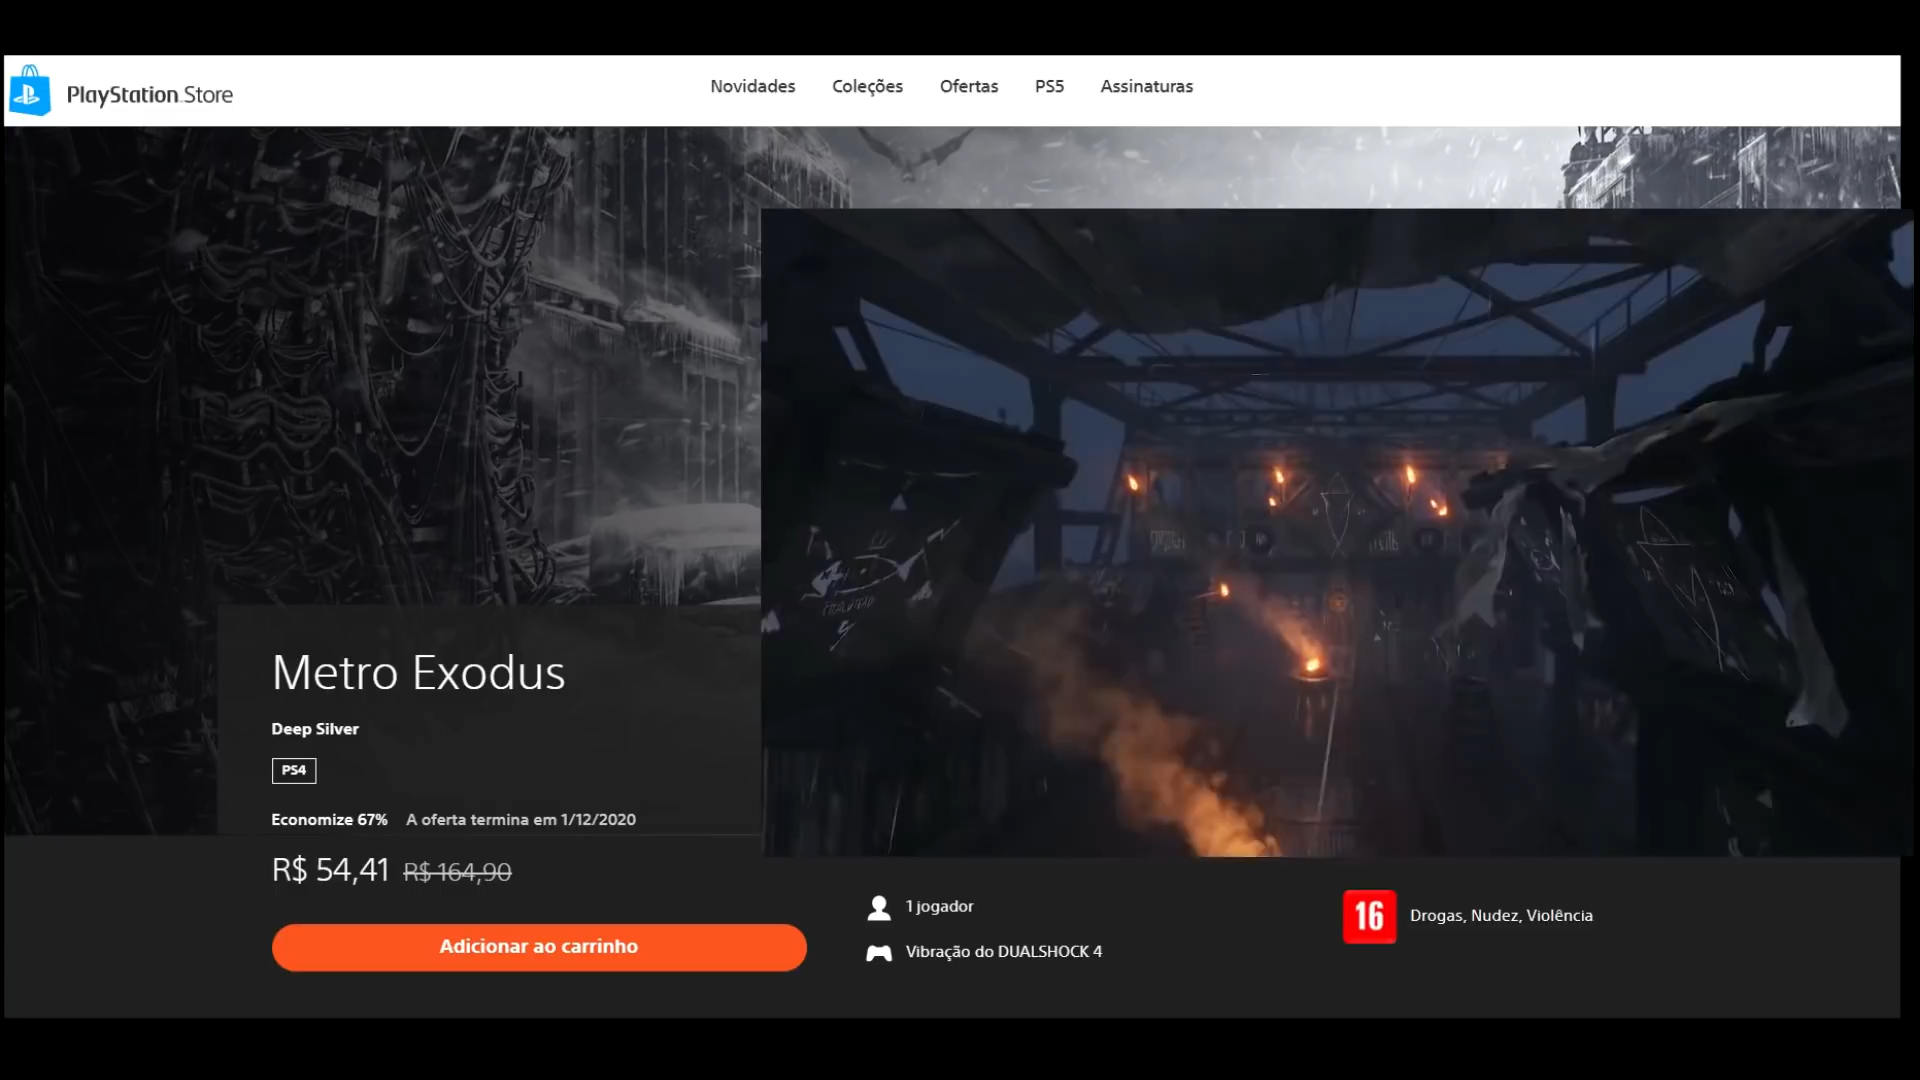 PlayStation Store
Novidades
Coleções
Ofertas
PS5
Assinaturas
Metro Exodus
Deep Silver
PS4
Economize 67% A oferta termina em 1/12/2020
R$ 54,41 R$ 164,90
Adicionar ao carrinho
1 jogador
Vibração do DUALSHOCK 4
16
Drogas, Nudez, Violência